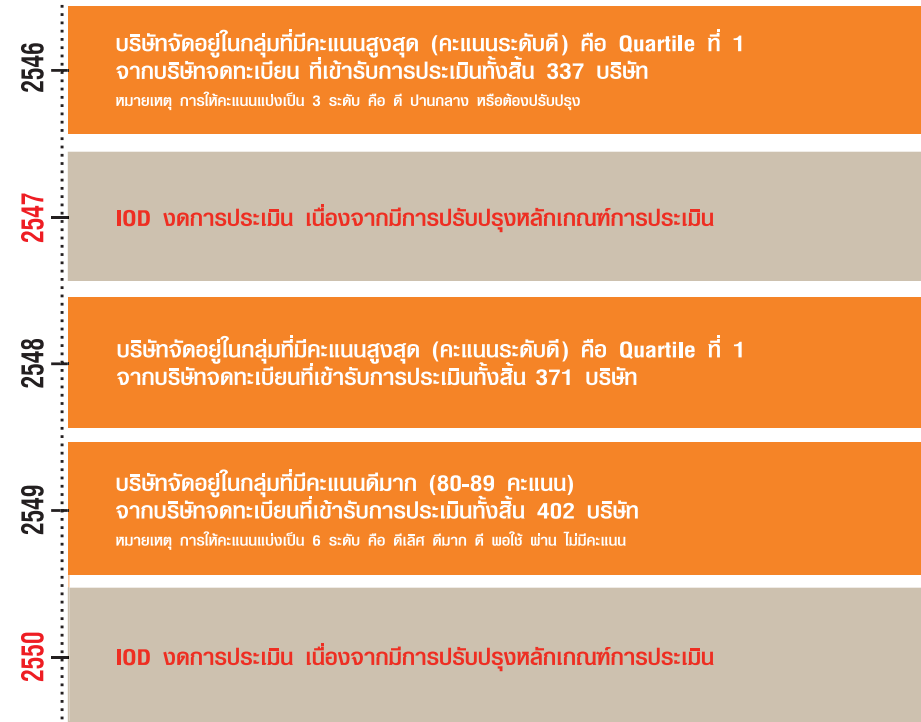 2546
บริษัทจัดอยู่ในกลุ่มที่มีคะแนนสูงสุด (คะแนนระดับดี) คือ Quartile ที่ 1
จากบริษัทจดทะเบียน ที่เข้ารับการประเมินทั้งสิ้น 337 บริษัท
หมายเหตุ การให้คะแนนแบ่งเป็น 3 ระดับ คือ ดี ปานกลาง หรือต้องปรับปรุง
2547
IOD งดการประเมิน เนื่องจากมีการปรับปรุงหลักเกณฑ์การประเมิน
2548
บริษัทจัดอยู่ในกลุ่มที่มีคะแนนสูงสุด (คะแนนระดับดี) คือ Quartile ที่ 1
จากบริษัทจดทะเบียนที่เข้ารับการประเมินทั้งสิ้น 371 บริษัท
2549
บริษัทจัดอยู่ในกลุ่มที่มีคะแนนดีมาก (80-89 คะแนน)
จากบริษัทจดทะเบียนที่เข้ารับการประเมินทั้งสิ้น 402 บริษัท
หมายเหตุ การให้คะแนนแบ่งเป็น 6 ระดับ คือ ดีเลิศ ดีมาก ดี พอใช้ ผ่าน ไม่มีคะแนน
2550
IOD งดการประเมิน เนื่องจากมีการปรับปรุงหลักเกณฑ์การประเมิน